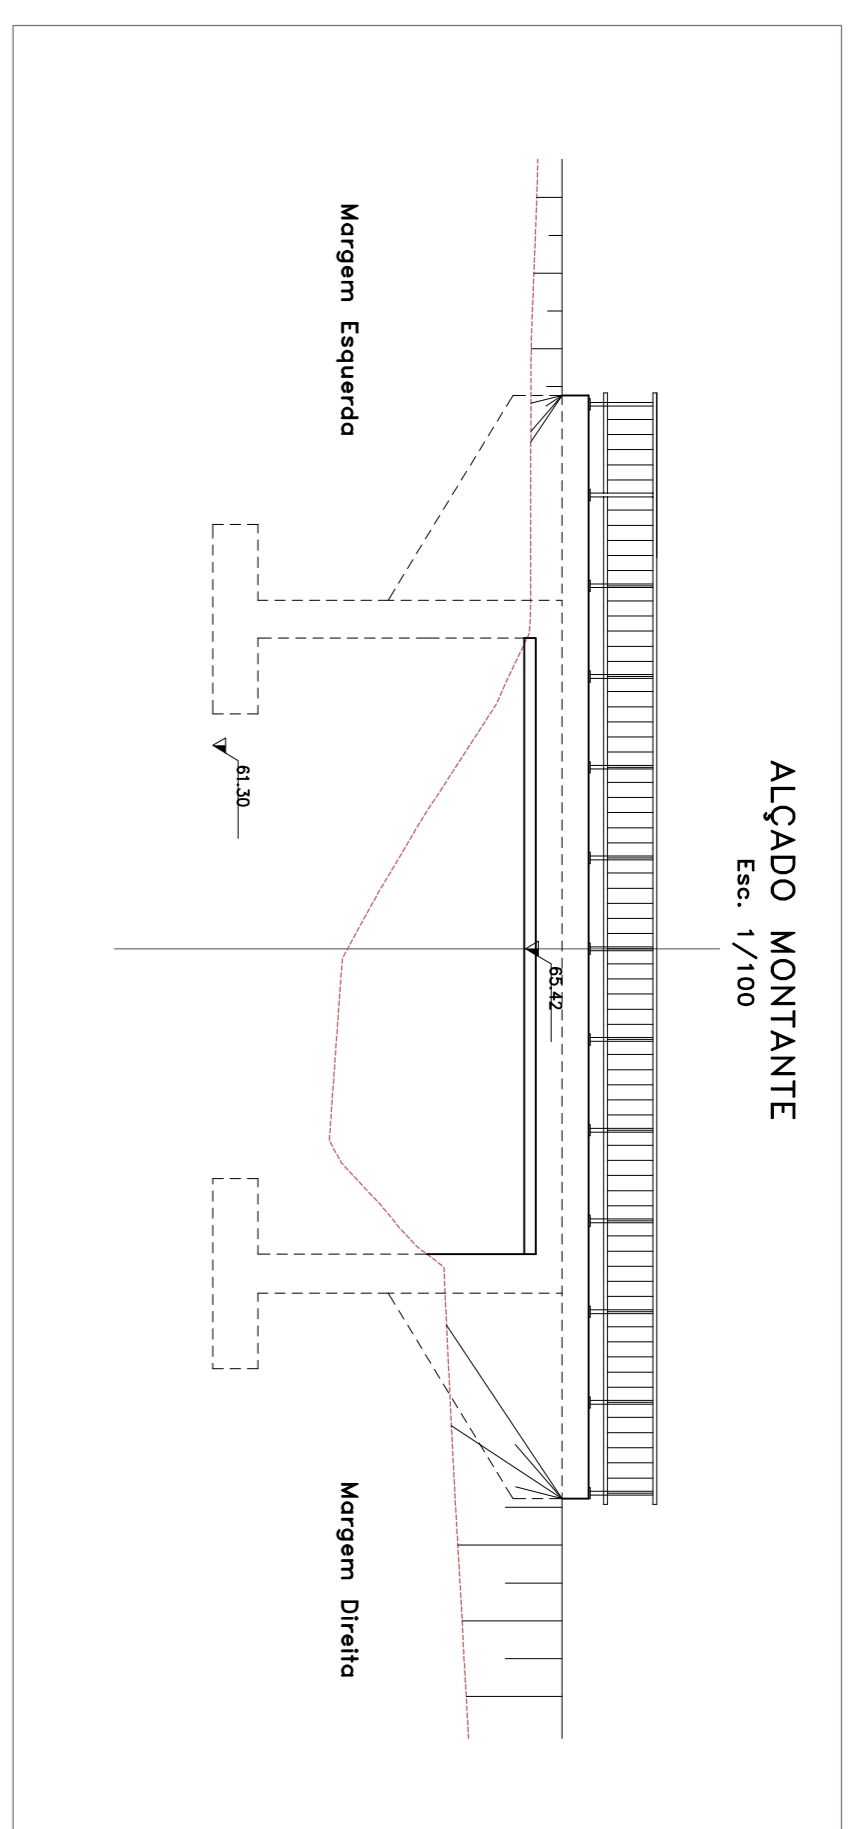 ALÇADO MONTANTE
Esc. 1/100
Margem Esquerda
Margem Direita
65.42
61.30